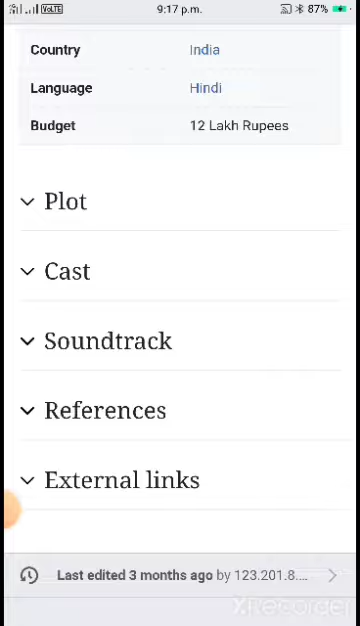 VoLTE 9:17 p.m. 87%
Country India
Language Hindi
Budget 12 Lakh Rupees
Plot
Cast
Soundtrack
References
External links
Last edited 3 months ago by 123.201.8....
XRecorder